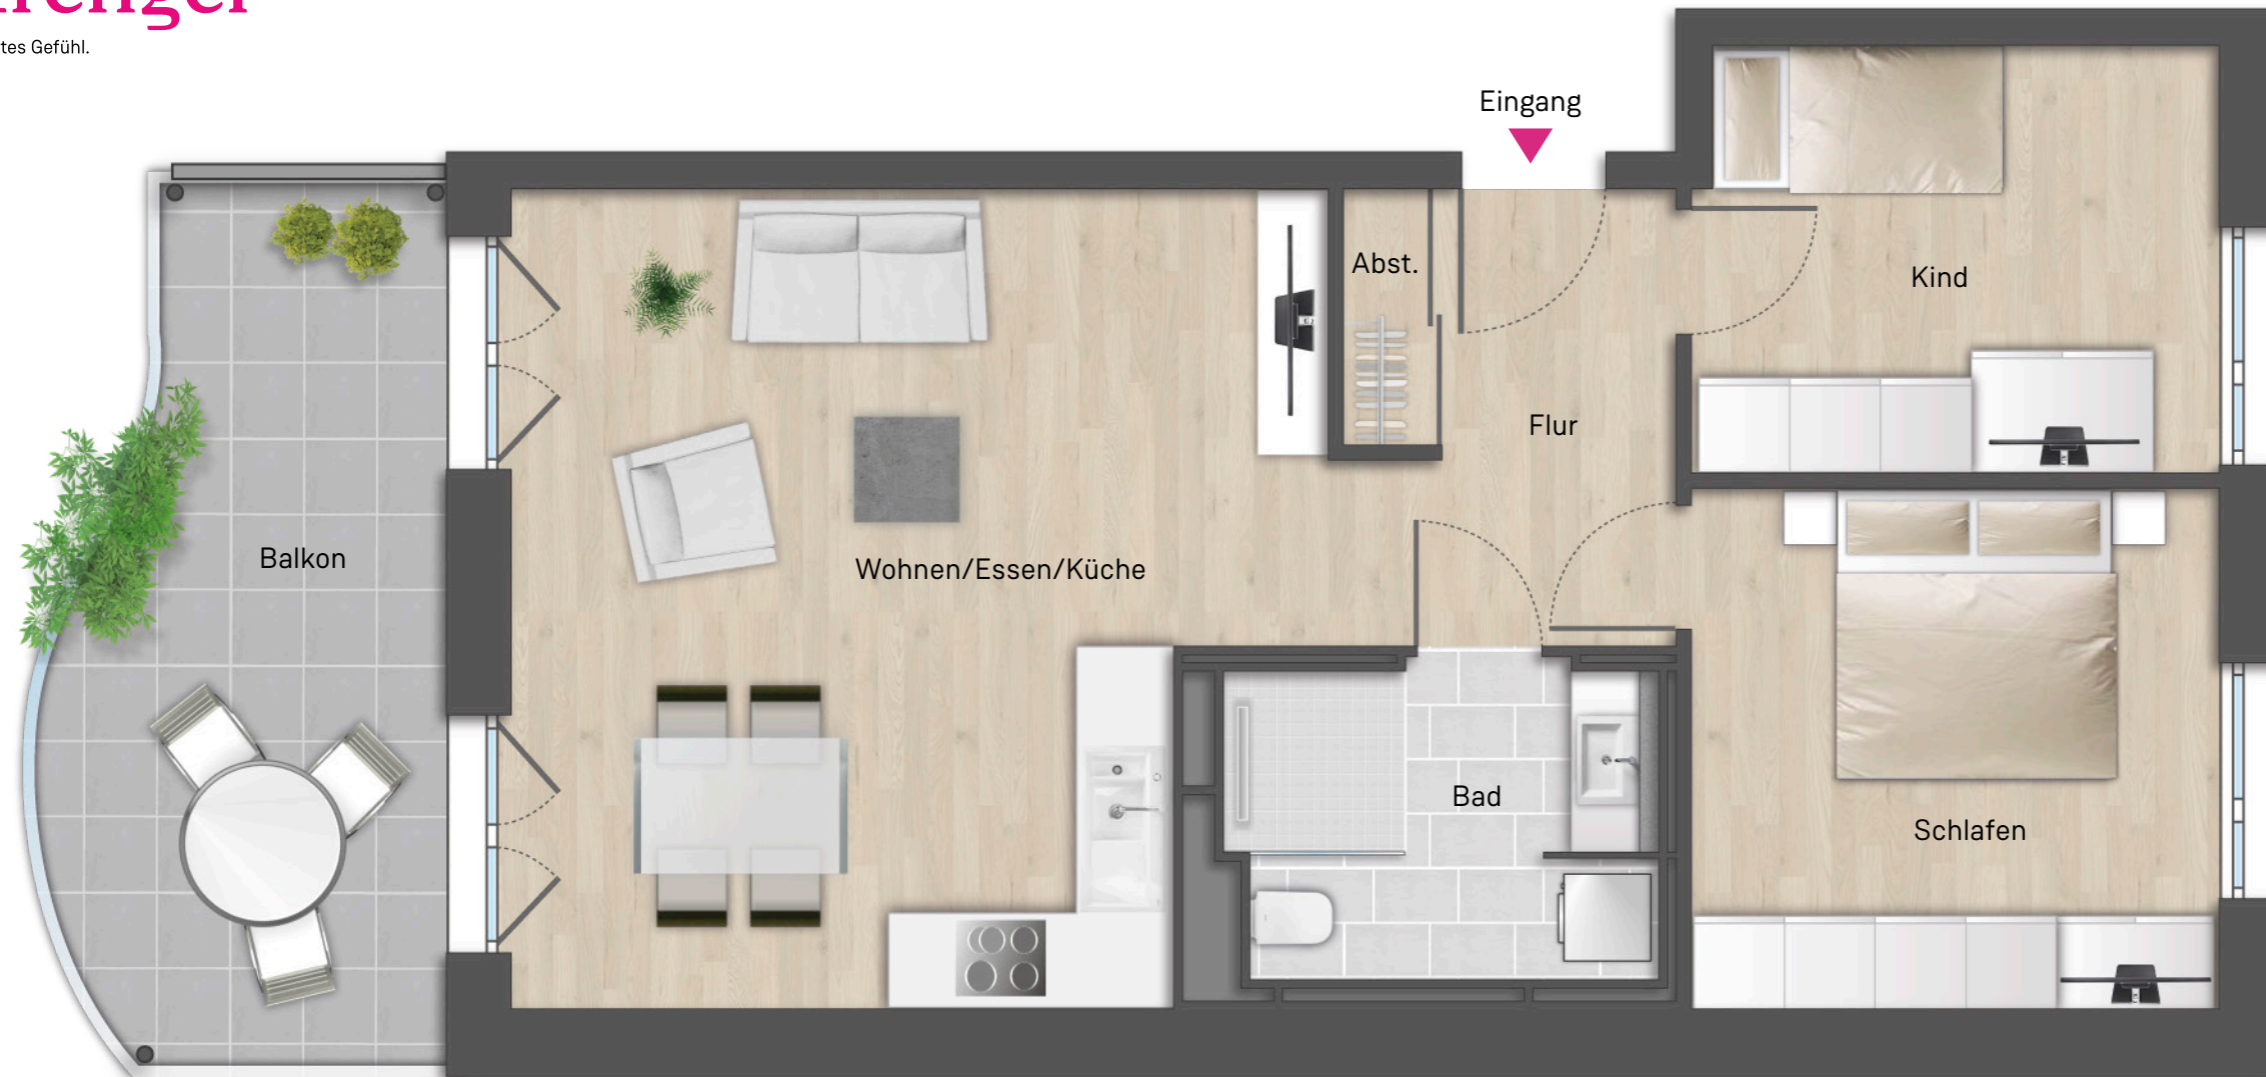 tes Gefühl.
Eingang
Abst.
Kind
Flur
Balkon
Wohnen/Essen/Küche
Bad
Schlafen